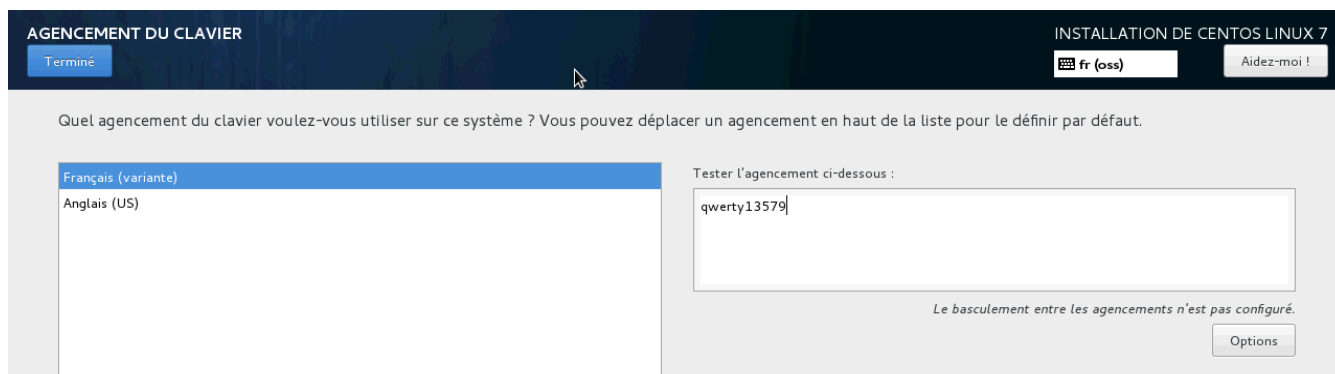 AGENCEMENT DU CLAVIER
INSTALLATION DE CENTOS LINUX 7
Terminé
fr (oss)
Aidez-moi !
Quel agencement du clavier voulez-vous utiliser sur ce système ? Vous pouvez déplacer un agencement en haut de la liste pour le définir par défaut.
Français (variante)
Anglais (US)
Tester l'agencement ci-dessous :
qwerty13579
Le basculement entre les agencements n'est pas configuré.
Options